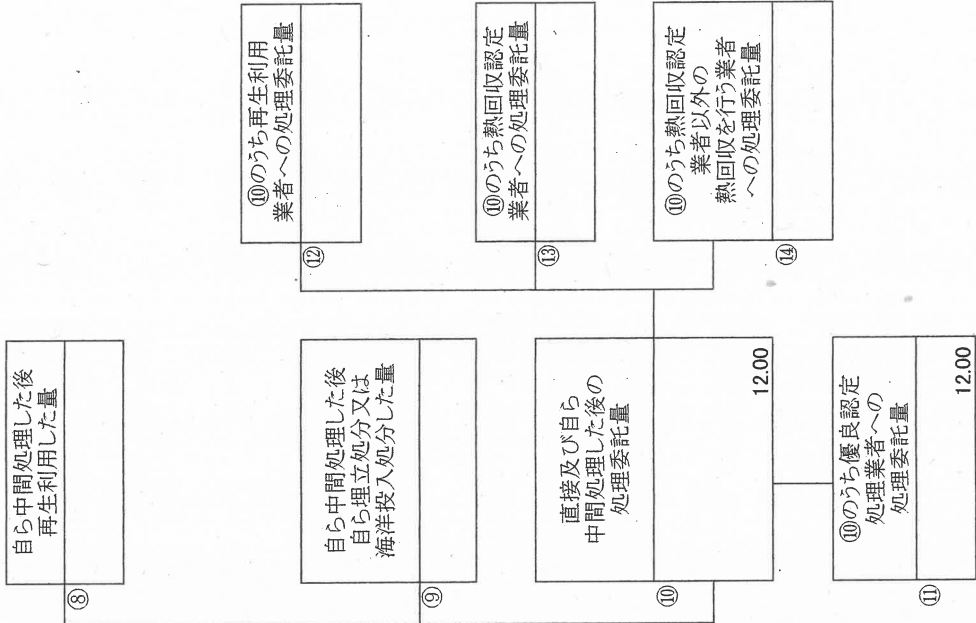 自ら中間処理した後
再生利用した量
⑧
自ら中間処理した後
自ら埋立処分又は
海洋投入処分した量
⑨
直接及び自ら
中間処理した後の
処理委託量
⑩
12.00
⑩のうち優良認定
処理業者への
処理委託量
⑪
12.00
⑩のうち再生利用
業者への処理委託量
⑫
⑩のうち熱回収認定
業者への処理委託量
⑬
⑩のうち熱回収認定
業者以外の
熱回収を行う業者
への処理委託量
⑭